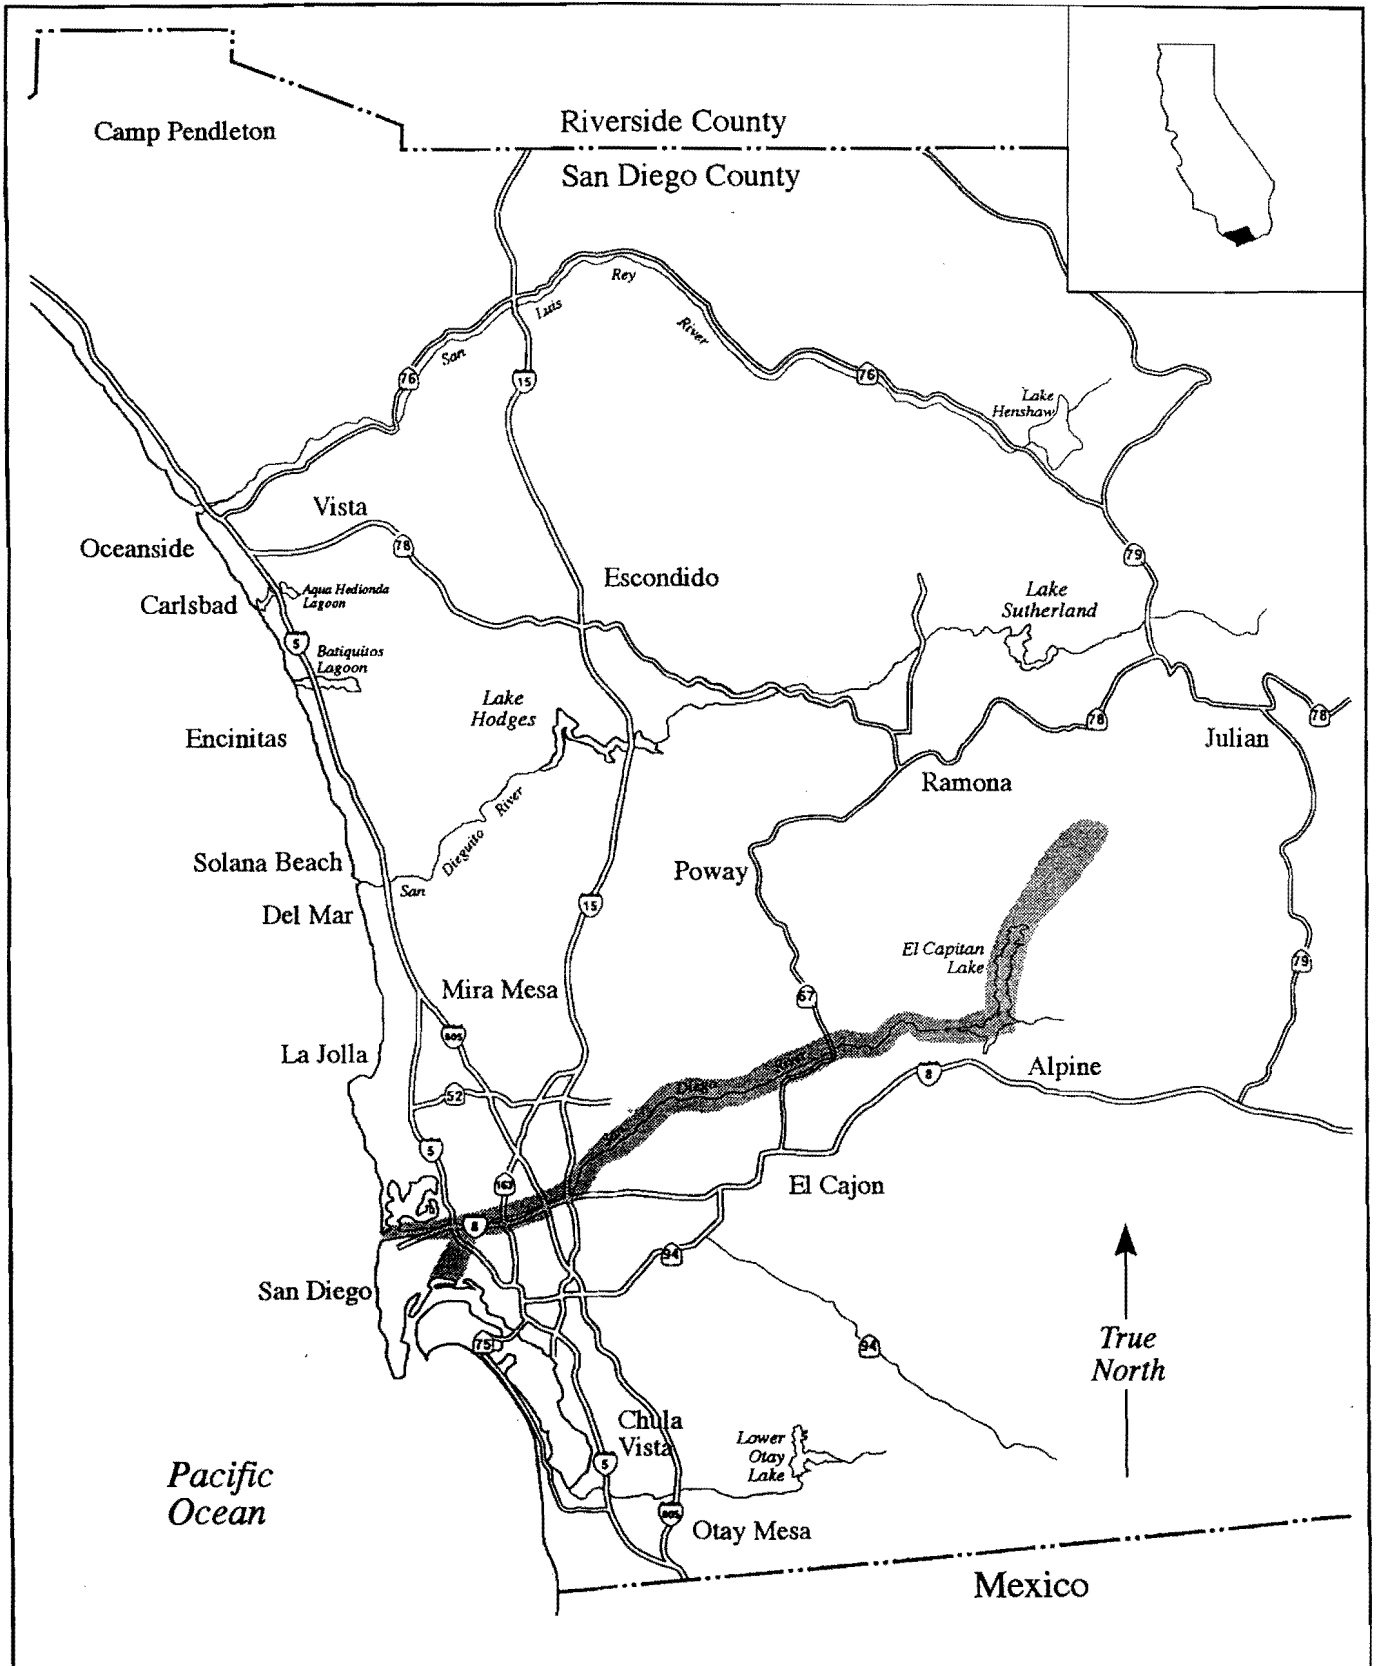 Camp Pendleton
Riverside County
San Diego County
Rey
Luis
River
San
76
15
76
Lake
Henshaw
Vista
78
Oceanside
79
Escondido
Aqua Hedionda
Lagoon
Carlsbad
Lake
Sutherland
5
Batiquitos
Lagoon
Lake
Hodges
78
78
Encinitas
Julian
Ramona
River
Dieguito
San
Solana Beach
Poway
Del Mar
15
El Capitan
Lake
79
Mira Mesa
67
805
La Jolla
Alpine
8
River
Diego
52
5
163
El Cajon
8
94
San Diego
75
94
True
North
Chula
Vista
Lower
Otay
Lake
5
Pacific
Ocean
805
Otay Mesa
Mexico